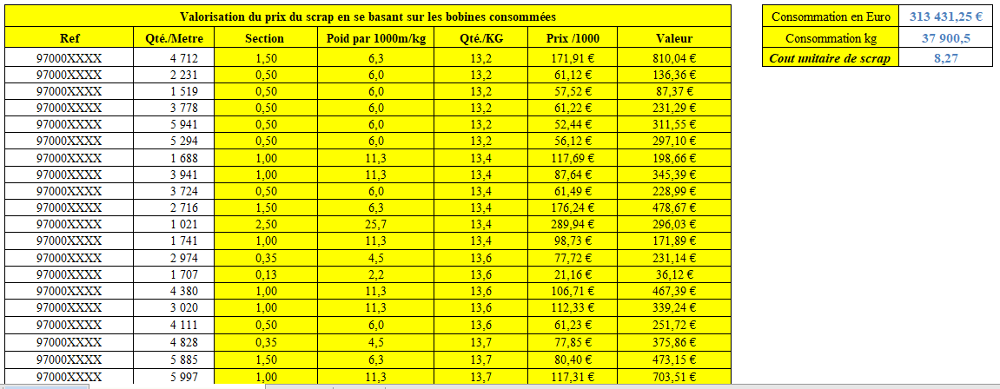 Valorisation du prix du scrap en se basant sur les bobines consommées
Ref Qté./Metre Section Poid par 1000m/kg Qté./KG Prix /1000 Valeur
97000XXXX 4 712 1,50 6,3 13,2 171,91 € 810,04 €
97000XXXX 2 231 0,50 6,0 13,2 61,12 € 136,36 €
97000XXXX 1 519 0,50 6,0 13,2 57,52 € 87,37 €
97000XXXX 3 778 0,50 6,0 13,2 61,22 € 231,29 €
97000XXXX 5 941 0,50 6,0 13,2 52,44 € 311,55 €
97000XXXX 5 294 0,50 6,0 13,2 56,12 € 297,10 €
97000XXXX 1 688 1,00 11,3 13,4 117,69 € 198,66 €
97000XXXX 3 941 1,00 11,3 13,4 87,64 € 345,39 €
97000XXXX 3 724 0,50 6,0 13,4 61,49 € 228,99 €
97000XXXX 2 716 1,50 6,3 13,4 176,24 € 478,67 €
97000XXXX 1 021 2,50 25,7 13,4 289,94 € 296,03 €
97000XXXX 1 741 1,00 11,3 13,4 98,73 € 171,89 €
97000XXXX 2 974 0,35 4,5 13,6 77,72 € 231,14 €
97000XXXX 1 707 0,13 2,2 13,6 21,16 € 36,12 €
97000XXXX 4 380 1,00 11,3 13,6 106,71 € 467,39 €
97000XXXX 3 020 1,00 11,3 13,6 112,33 € 339,24 €
97000XXXX 4 111 0,50 6,0 13,6 61,23 € 251,72 €
97000XXXX 4 828 0,35 4,5 13,7 77,85 € 375,86 €
97000XXXX 5 885 1,50 6,3 13,7 80,40 € 473,15 €
97000XXXX 5 997 1,00 11,3 13,7 117,31 € 703,51 €
Consommation en Euro 313 431,25 €
Consommation kg 37 900,5
Cout unitaire de scrap 8,27